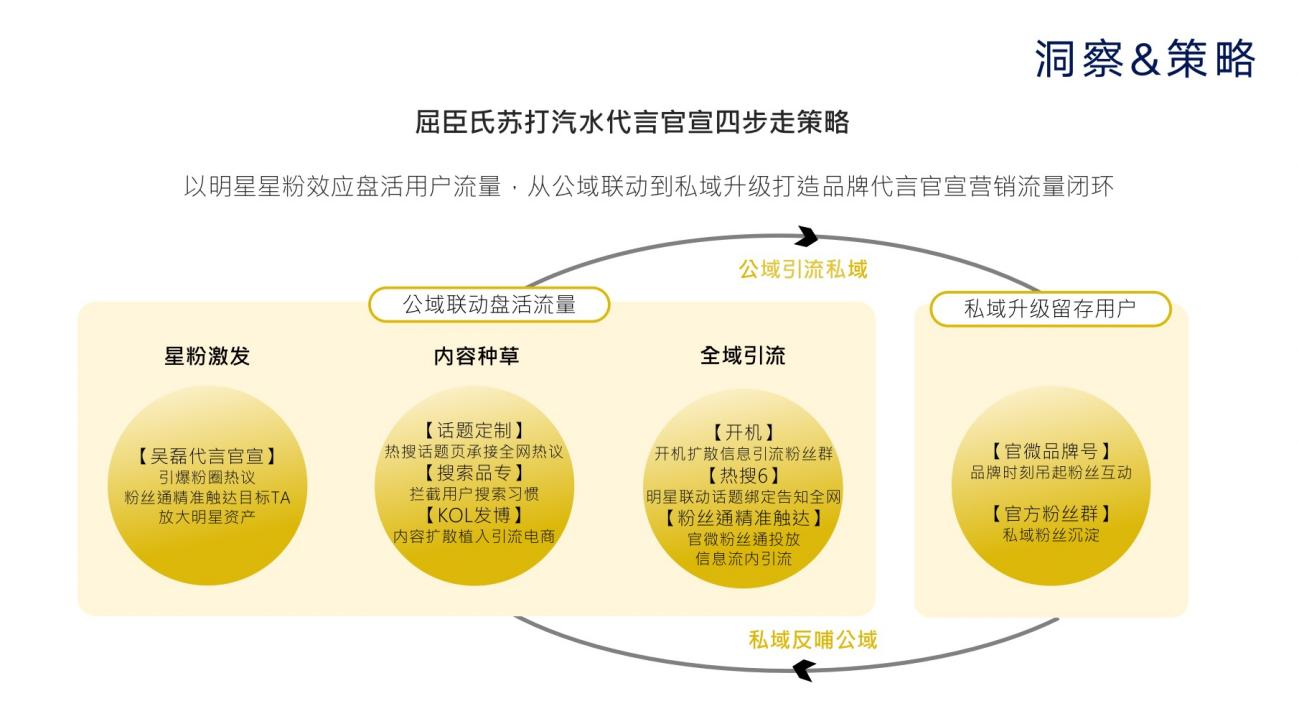 洞察&策略
屈臣氏苏打汽水代言官宣四步走策略
以明星星粉效应盘活用户流量，从公域联动到私域升级打造品牌代言官宣营销流量闭环
公域引流私域
公域联动盘活流量
私域升级留存用户
星粉激发
【吴磊代言官宣】
引爆粉圈热议
粉丝通精准触达目标TA
放大明星资产
内容种草
【话题定制】
热搜话题页承接全网热议
【搜索品专】
拦截用户搜索习惯
【KOL发博】
内容扩散植入引流电商
全域引流
【开机】
开机扩散信息引流粉丝群
【热搜6】
明星联动话题绑定告知全网
【粉丝通精准触达】
官微粉丝通投放
信息流内引流
【官微品牌号】
品牌时刻吊起粉丝互动
【官方粉丝群】
私域粉丝沉淀
私域反哺公域